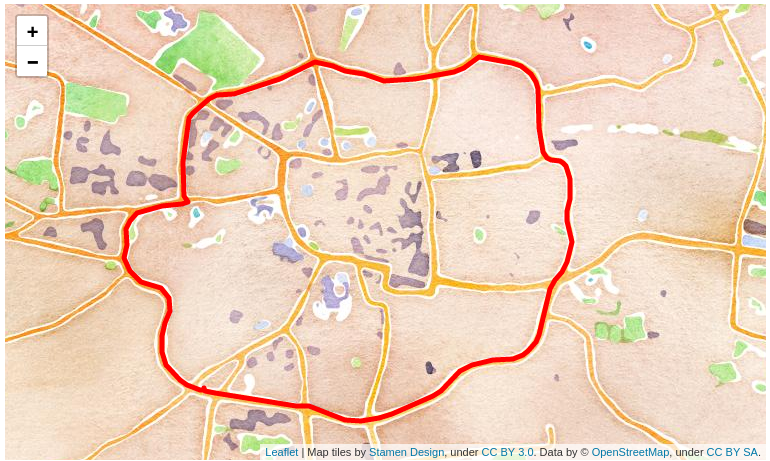 +
−
Leaflet | Map tiles by Stamen Design, under CC BY 3.0. Data by © OpenStreetMap, under CC BY SA.